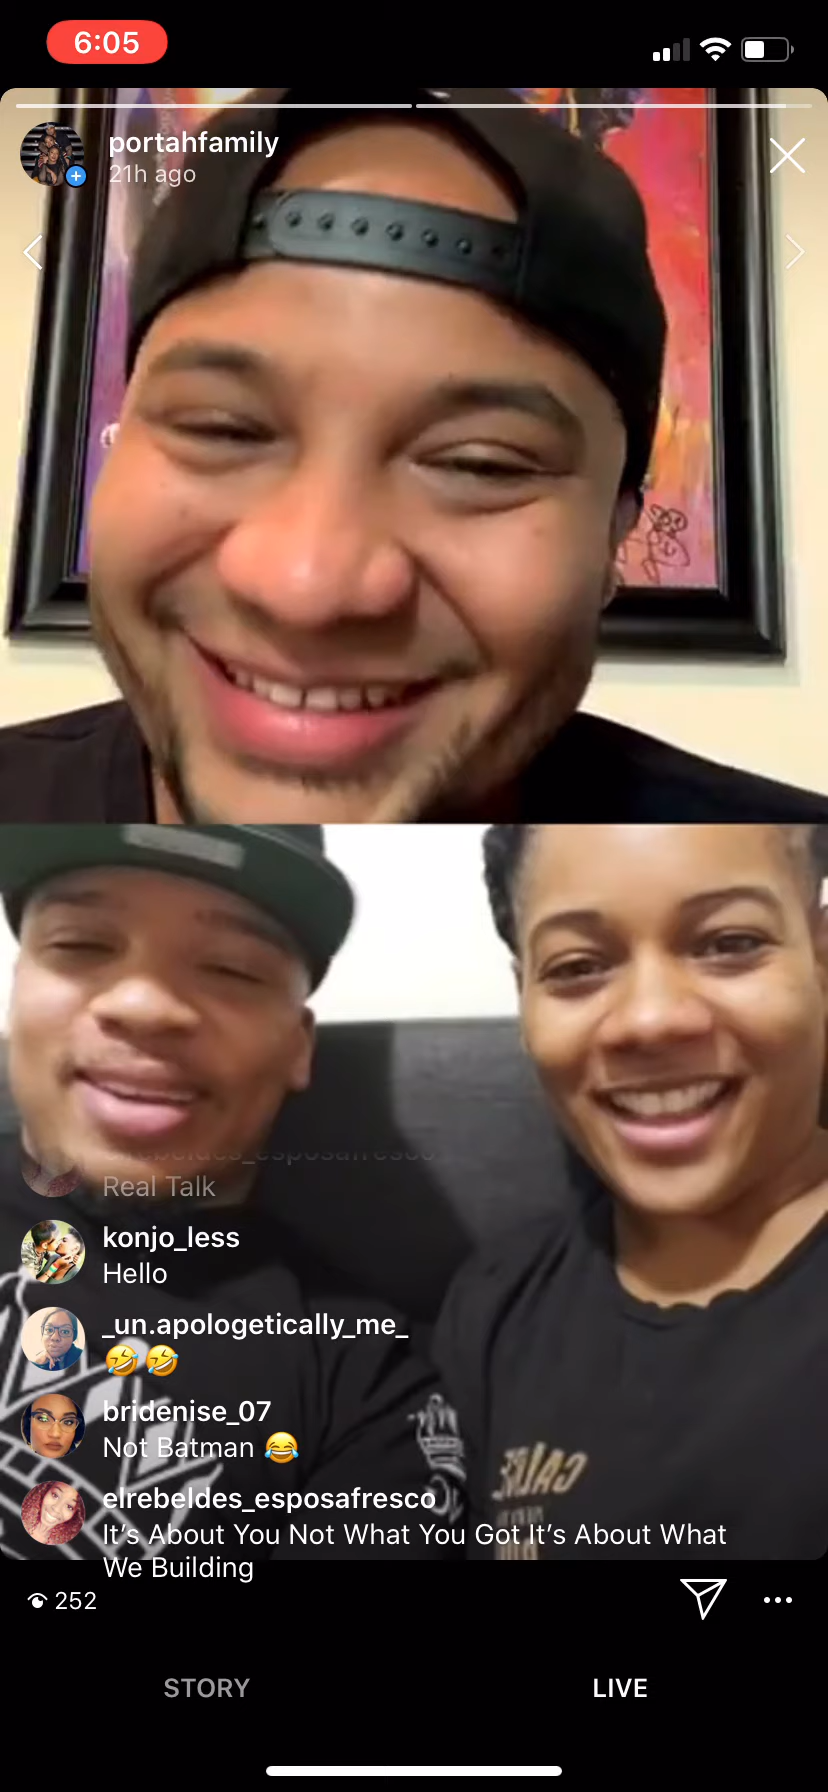 6:05
portahfamily
21h ago
Real Talk
konjo_less
Hello
_un.apologetically_me_
🤣🤣
bridenise_07
Not Batman 😂
elrebeldes_esposafresco
It's About You Not What You Got It's About What
We Building
252
STORY
LIVE